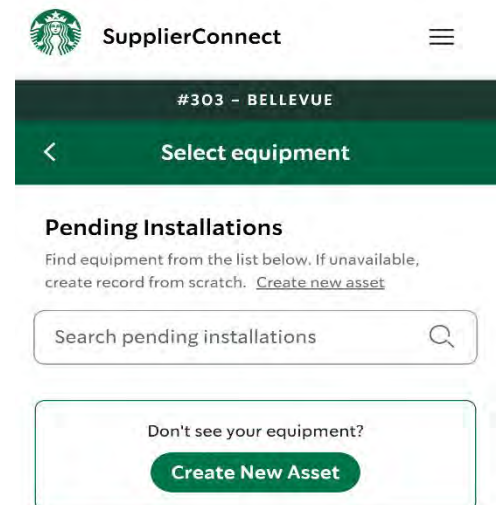 SupplierConnect
#303 – BELLEVUE
Select equipment
Pending Installations
Find equipment from the list below. If unavailable,
create record from scratch. Create new asset
Search pending installations
Don't see your equipment?
Create New Asset